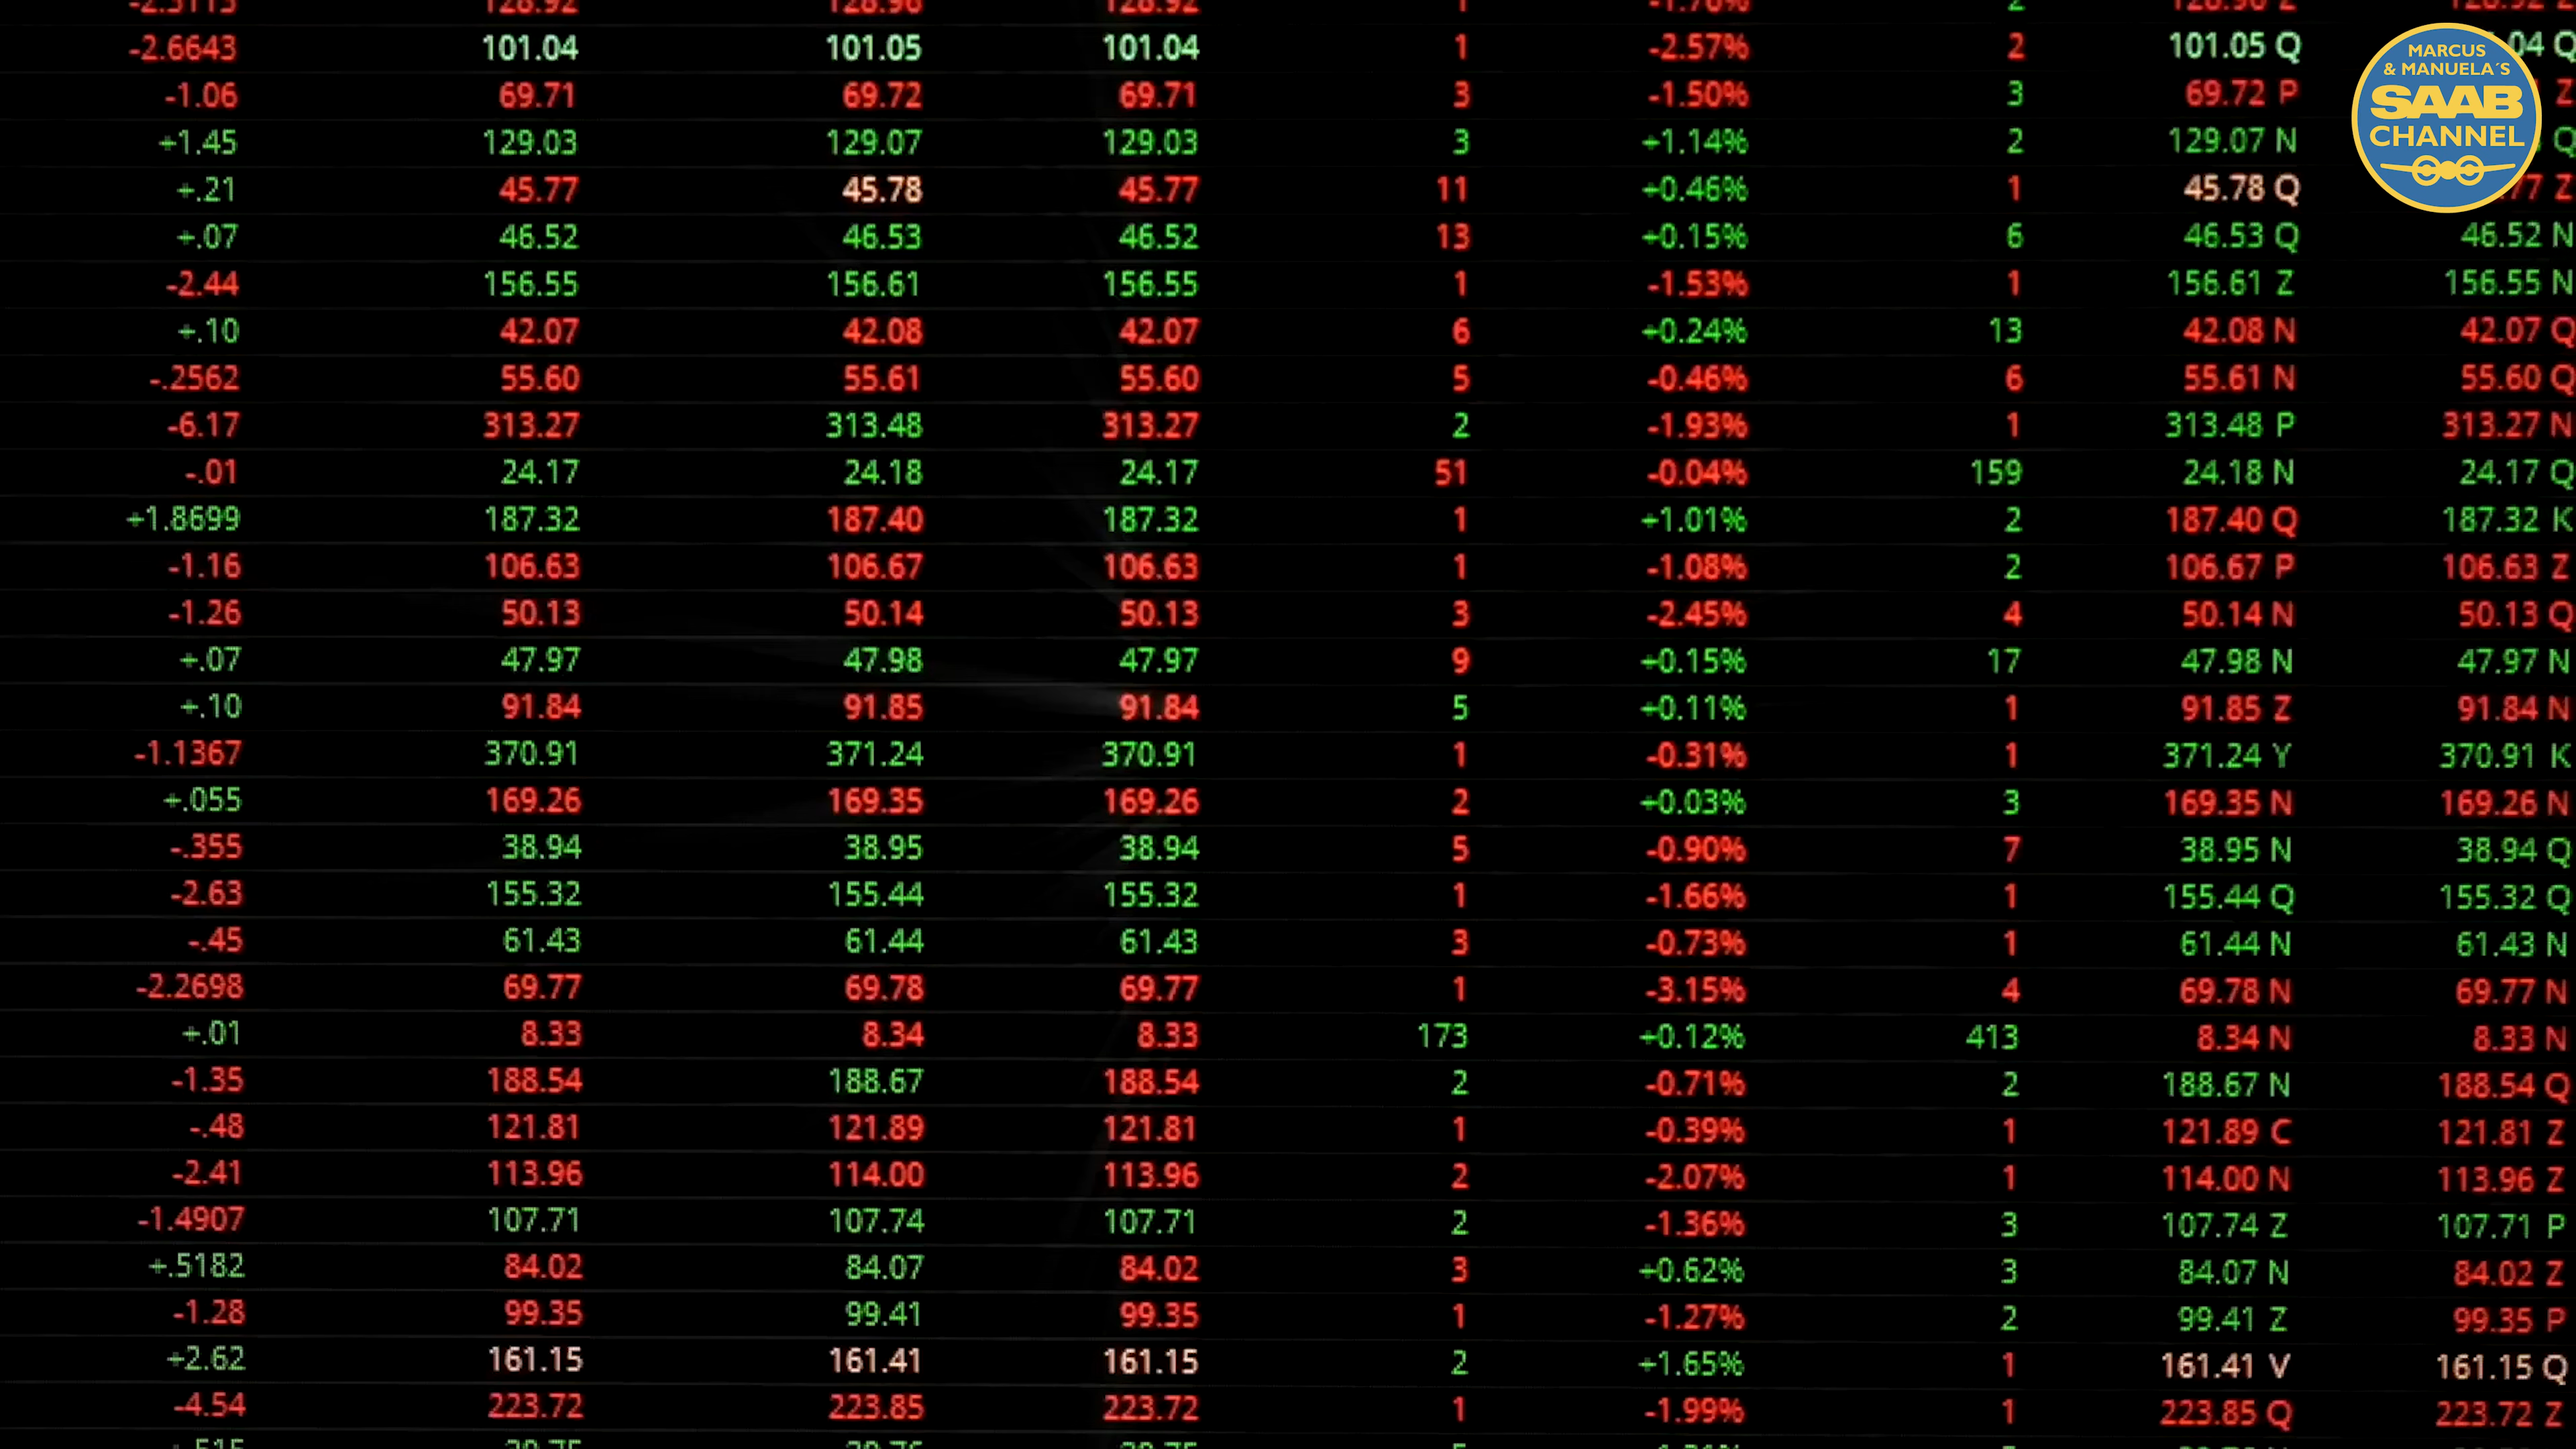 -2.6643 101.04 101.05 101.04 1 -2.57% 2 101.05 Q .04 Q
MARCUS
& MANUELA´S
SAAB
CHANNEL
-1.06 69.71 69.72 69.71 3 -1.50% 3 69.72 P Z
+1.45 129.03 129.07 129.03 3 +1.14% 2 129.07 N Q
+.21 45.77 45.78 45.77 11 +0.46% 1 45.78 Q .77 Z
+.07 46.52 46.53 46.52 13 +0.15% 6 46.53 Q 46.52 N
-2.44 156.55 156.61 156.55 1 -1.53% 1 156.61 Z 156.55 N
+.10 42.07 42.08 42.07 6 +0.24% 13 42.08 N 42.07 Q
-.2562 55.60 55.61 55.60 5 -0.46% 6 55.61 N 55.60 Q
-6.17 313.27 313.48 313.27 2 -1.93% 1 313.48 P 313.27 N
-.01 24.17 24.18 24.17 51 -0.04% 159 24.18 N 24.17 Q
+1.8699 187.32 187.40 187.32 1 +1.01% 2 187.40 Q 187.32 K
-1.16 106.63 106.67 106.63 1 -1.08% 2 106.67 P 106.63 Z
-1.26 50.13 50.14 50.13 3 -2.45% 4 50.14 N 50.13 Q
+.07 47.97 47.98 47.97 9 +0.15% 17 47.98 N 47.97 N
+.10 91.84 91.85 91.84 5 +0.11% 1 91.85 Z 91.84 N
-1.1367 370.91 371.24 370.91 1 -0.31% 1 371.24 Y 370.91 K
+.055 169.26 169.35 169.26 2 +0.03% 3 169.35 N 169.26 N
-.355 38.94 38.95 38.94 5 -0.90% 7 38.95 N 38.94 Q
-2.63 155.32 155.44 155.32 1 -1.66% 1 155.44 Q 155.32 Q
-.45 61.43 61.44 61.43 3 -0.73% 1 61.44 N 61.43 N
-2.2698 69.77 69.78 69.77 1 -3.15% 4 69.78 N 69.77 N
+.01 8.33 8.34 8.33 173 +0.12% 413 8.34 N 8.33 N
-1.35 188.54 188.67 188.54 2 -0.71% 2 188.67 N 188.54 Q
-.48 121.81 121.89 121.81 1 -0.39% 1 121.89 C 121.81 Z
-2.41 113.96 114.00 113.96 2 -2.07% 1 114.00 N 113.96 Z
-1.4907 107.71 107.74 107.71 2 -1.36% 3 107.74 Z 107.71 P
+.5182 84.02 84.07 84.02 3 +0.62% 3 84.07 N 84.02 Z
-1.28 99.35 99.41 99.35 1 -1.27% 2 99.41 Z 99.35 P
+2.62 161.15 161.41 161.15 2 +1.65% 1 161.41 V 161.15 Q
-4.54 223.72 223.85 223.72 1 -1.99% 1 223.85 Q 223.72 Z